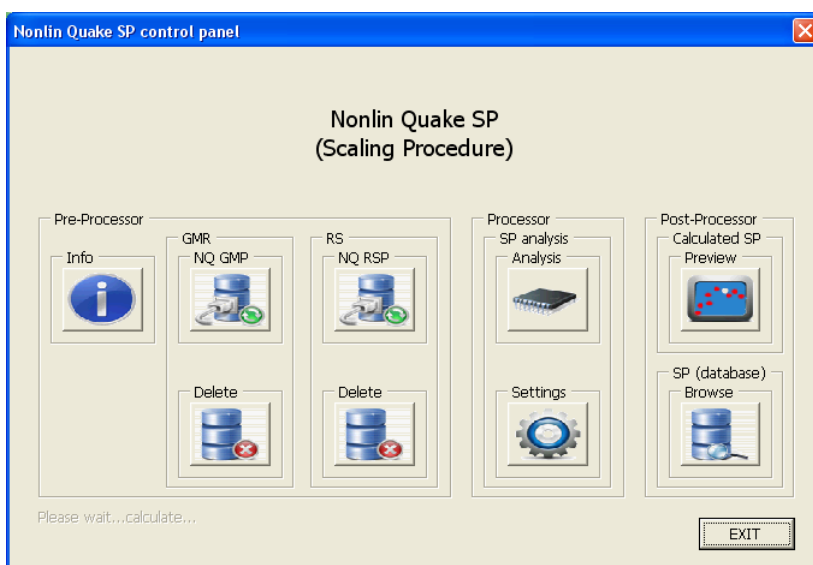 Nonlin Quake SP control panel
Nonlin Quake SP
(Scaling Procedure)
Pre-Processor
Info
GMR
NQ GMP
Delete
RS
NQ RSP
Delete
Processor
SP analysis
Analysis
Settings
Post-Processor
Calculated SP
Preview
SP (database)
Browse
Please wait...calculate...
EXIT